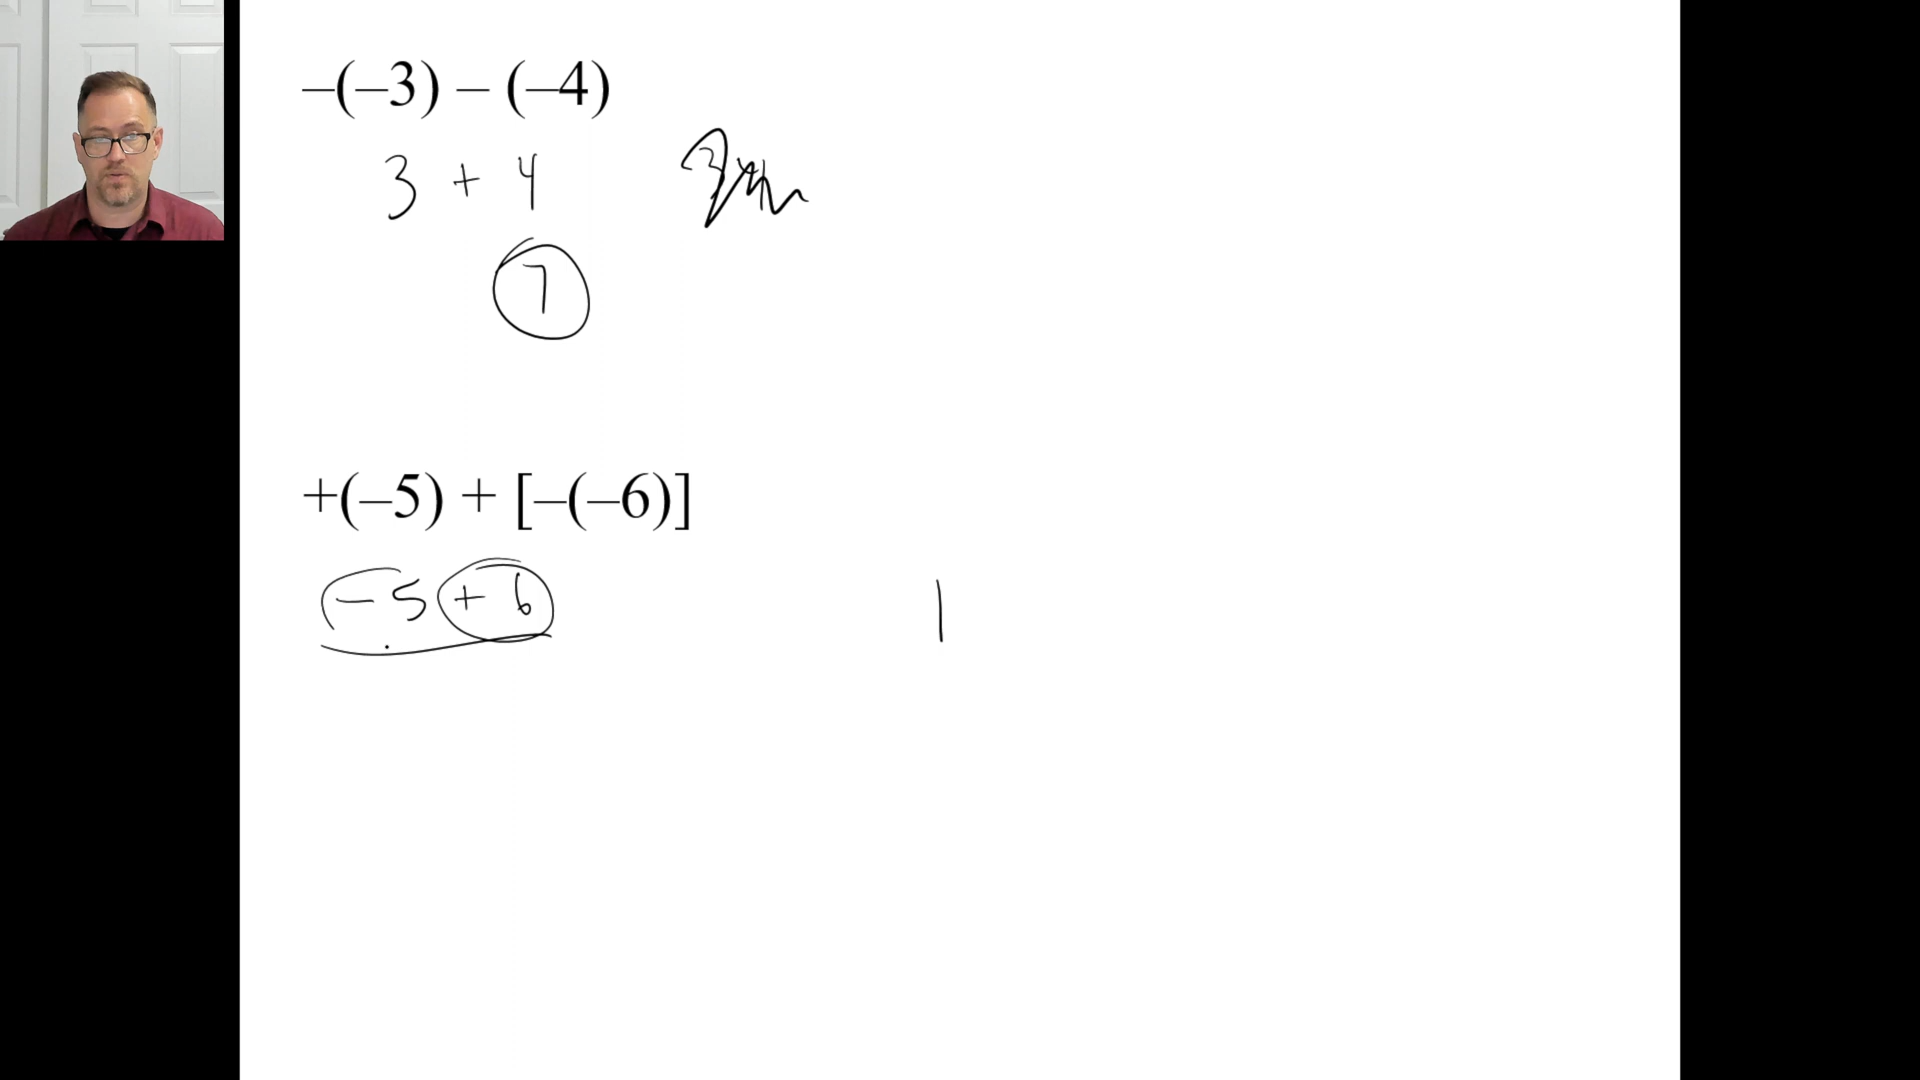 –(–3) – (–4)
3 + 4
7
+(–5) + [–(–6)]
– 5 + 6
1